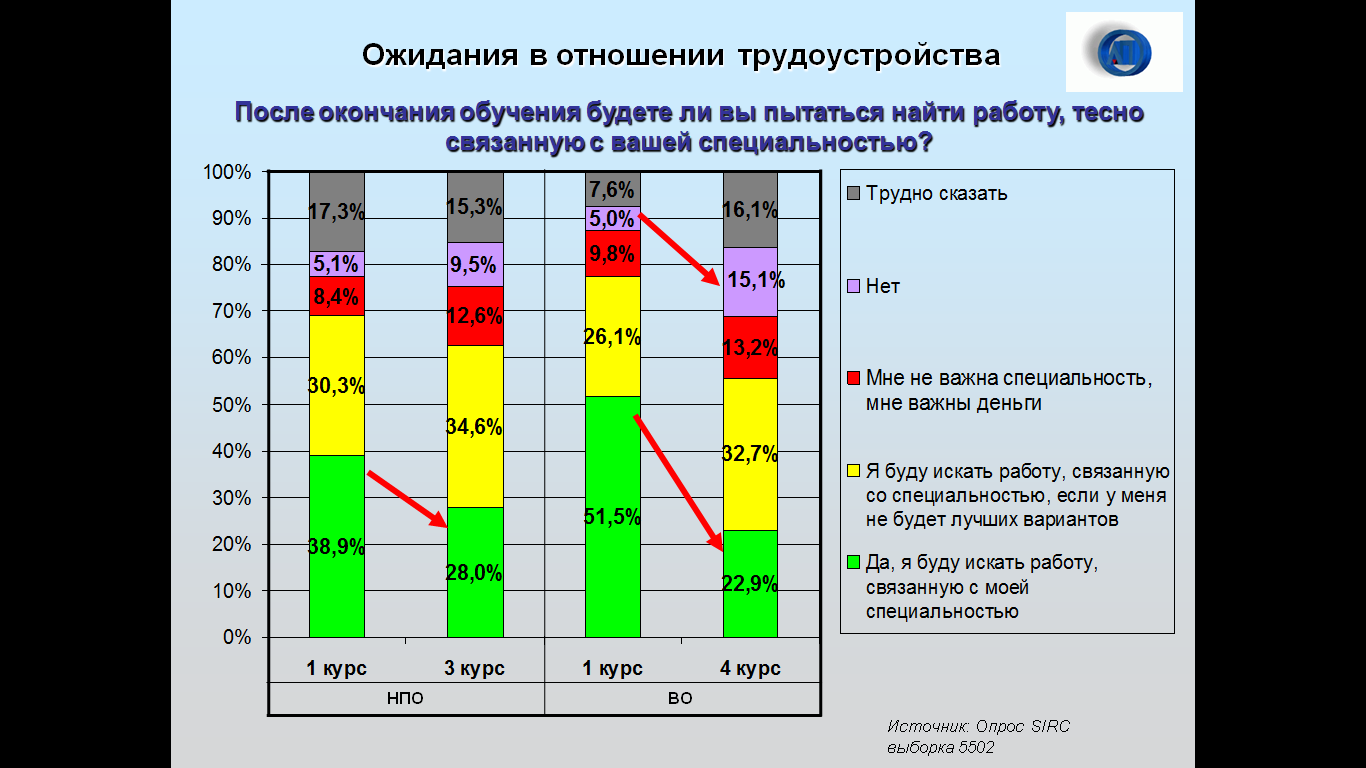 Ожидания в отношении трудоустройства
После окончания обучения будете ли вы пытаться найти работу, тесно
связанную с вашей специальностью?
100%
90%
80%
70%
60%
50%
40%
30%
20%
10%
0%
17,3%
5,1%
8,4%
30,3%
38,9%
15,3%
9,5%
12,6%
34,6%
28,0%
7,6%
5,0%
9,8%
26,1%
51,5%
16,1%
15,1%
13,2%
32,7%
22,9%
1 курс
3 курс
1 курс
4 курс
НПО
ВО
Трудно сказать
Нет
Мне не важна специальность,
мне важны деньги
Я буду искать работу, связанную
со специальностью, если у меня
не будет лучших вариантов
Да, я буду искать работу,
связанную с моей
специальностью
Источник: Опрос SIRC
выборка 5502